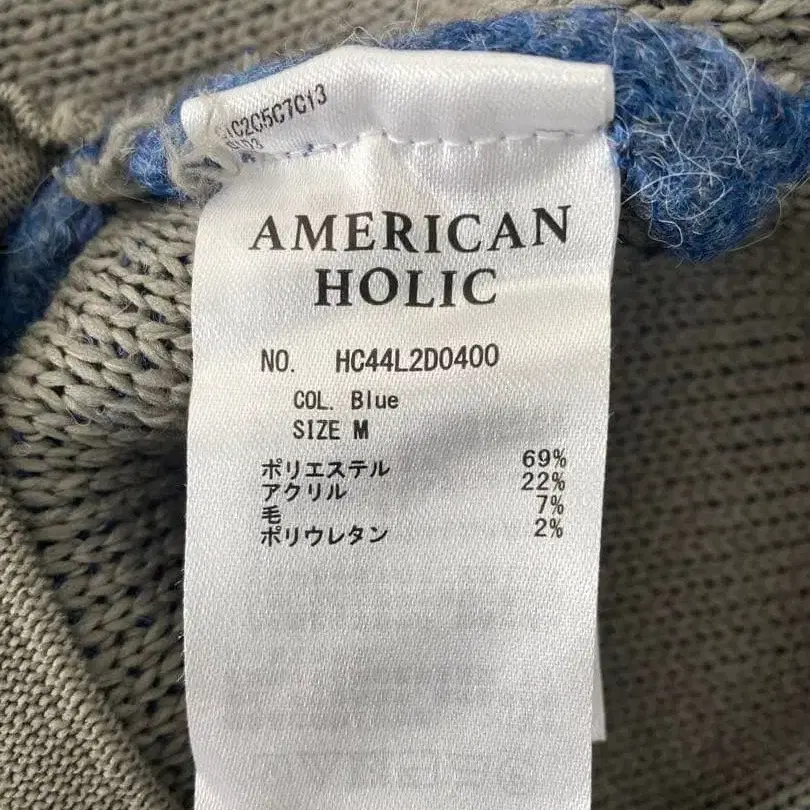 C2C5C7C13
AMERICAN
HOLIC
NO. HC44L2D0400
COL. Blue
SIZE M
ポリエステル 69%
アクリル 22%
毛 7%
ポリウレタン 2%